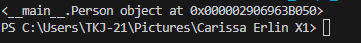 <__main__.Person object at 0x000002906963B050>
PS C:\Users\TKJ-21\Pictures\Carissa Erlin X1>